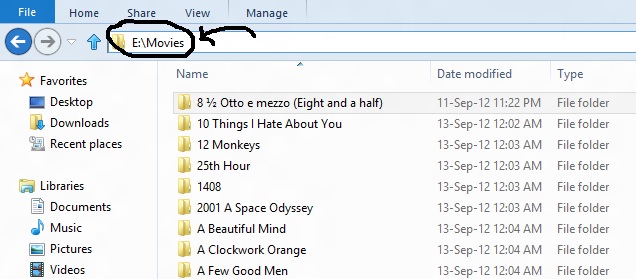 File Home Share View Manage
E:\Movies
Favorites
Desktop
Downloads
Recent places
Libraries
Documents
Music
Pictures
Videos
Name Date modified Type
8 ½ Otto e mezzo (Eight and a half) 11-Sep-12 11:22 PM File folder
10 Things I Hate About You 13-Sep-12 12:02 AM File folder
12 Monkeys 13-Sep-12 12:03 AM File folder
25th Hour 13-Sep-12 12:03 AM File folder
1408 13-Sep-12 12:03 AM File folder
2001 A Space Odyssey 13-Sep-12 12:03 AM File folder
A Beautiful Mind 13-Sep-12 12:04 AM File folder
A Clockwork Orange 13-Sep-12 12:04 AM File folder
A Few Good Men 13-Sep-12 12:04 AM File folder